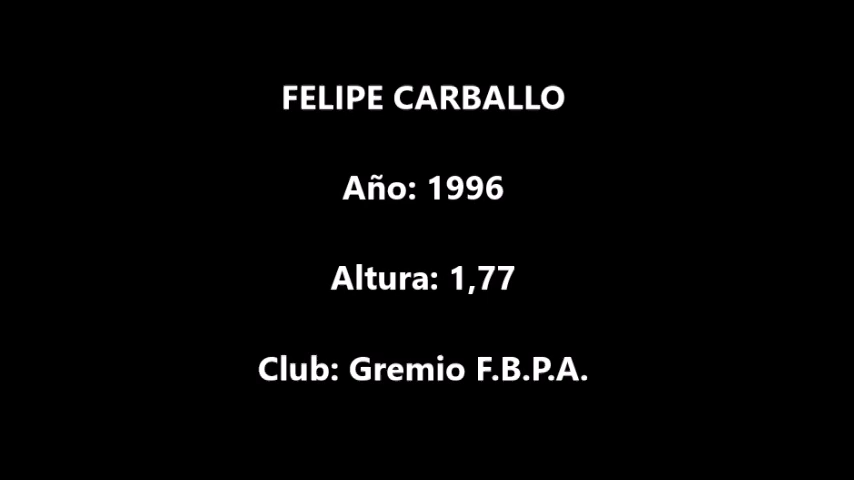 FELIPE CARBALLO
Año: 1996
Altura: 1,77
Club: Gremio F.B.P.A.